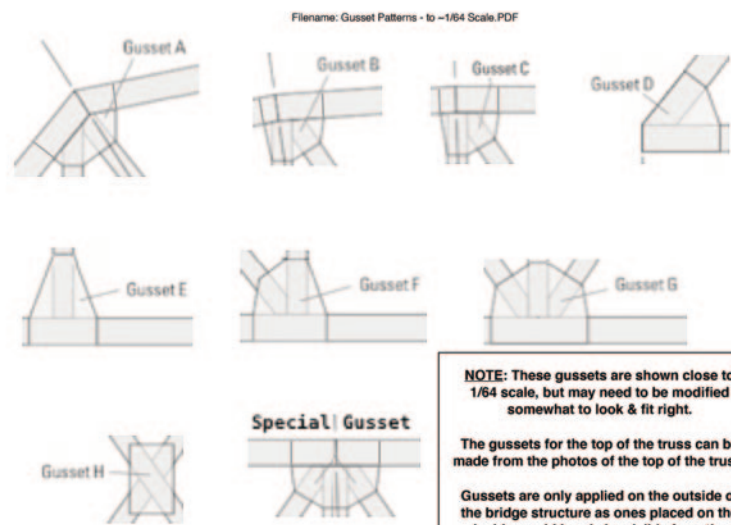 Filename: Gusset Patterns - to ~1/64 Scale.PDF
Gusset A
Gusset B
Gusset C
Gusset D
Gusset E
Gusset F
Gusset G
NOTE: These gussets are shown close to
1/64 scale, but may need to be modified
somewhat to look & fit right.
Special Gusset
The gussets for the top of the truss can b
made from the photos of the top of the trus
Gusset H
Gussets are only applied on the outside o
the bridge structure as ones placed on the